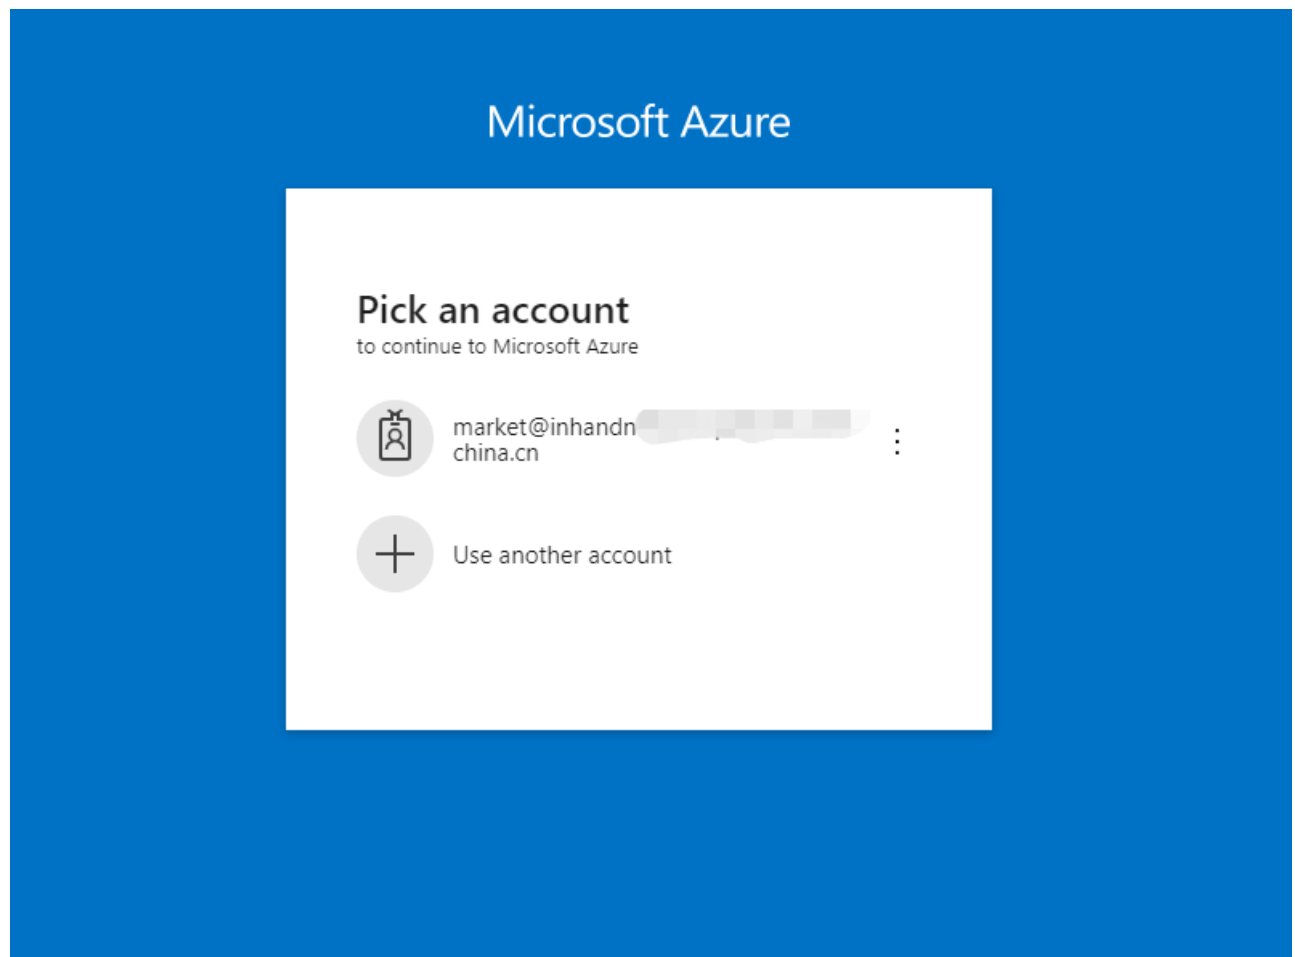 Microsoft Azure
Pick an account
to continue to Microsoft Azure
market@inhandn
china.cn
Use another account